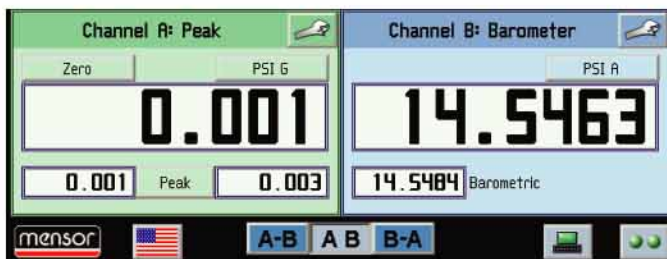 Channel A: Peak
Zero PSI G
0.001
0.001 Peak 0.003
Channel B: Barometer
PSI A
14.5463
14.5484 Barometric
mensor A-B A B B-A